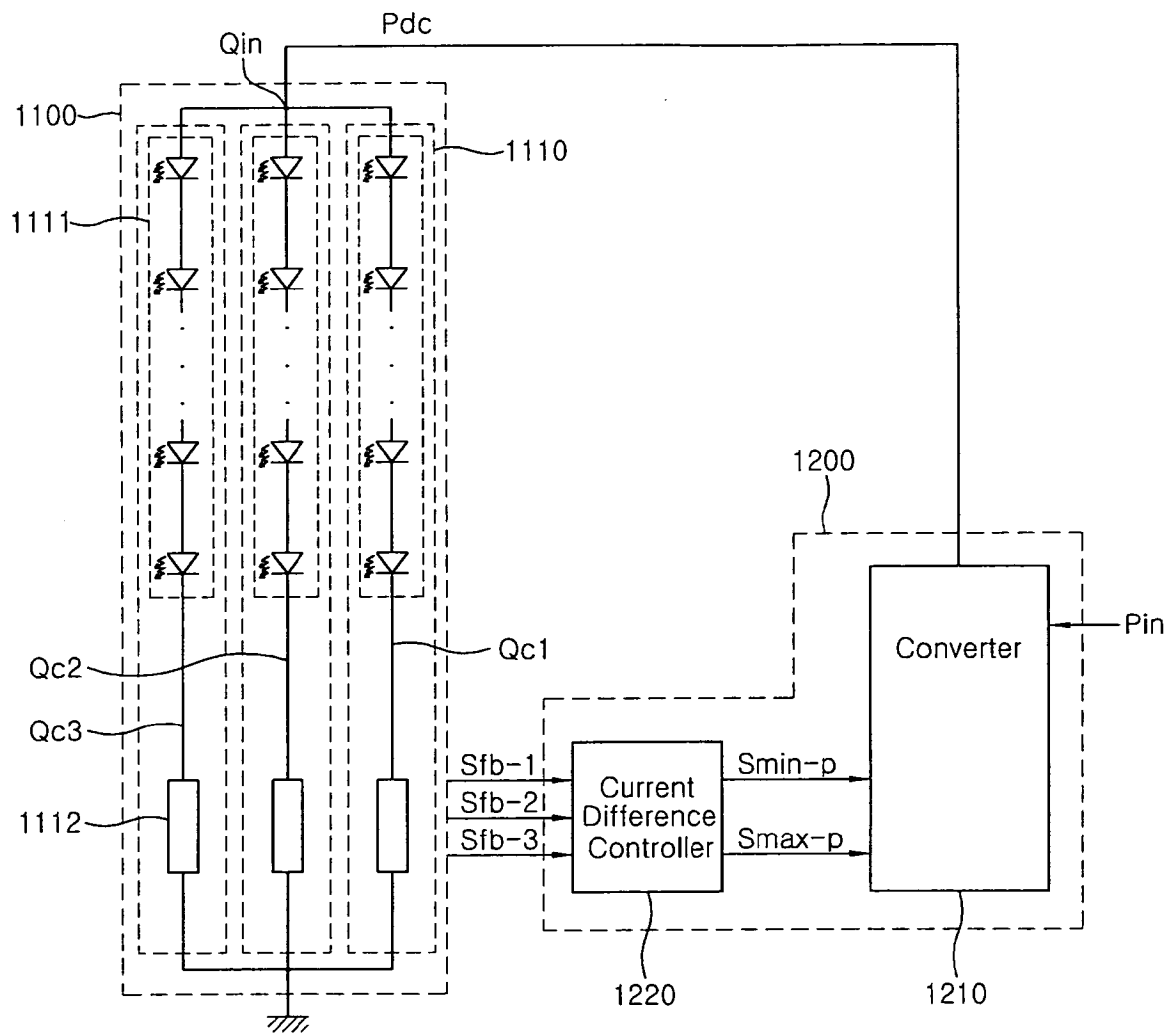 Pdc
Qin
1100
1110
1111
1200
Pin
Converter
Qc1
Qc2
Qc3
Sfb-1
Sfb-2
Sfb-3
Current
Difference
Controller
Smin-p
Smax-p
1112
1220
1210